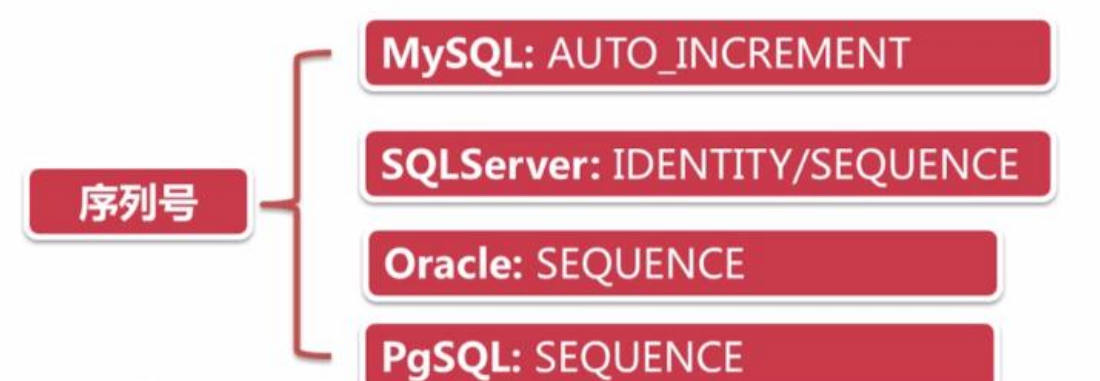 MySQL: AUTO_INCREMENT
SQLServer: IDENTITY/SEQUENCE
序列号
Oracle: SEQUENCE
PgSQL: SEQUENCE